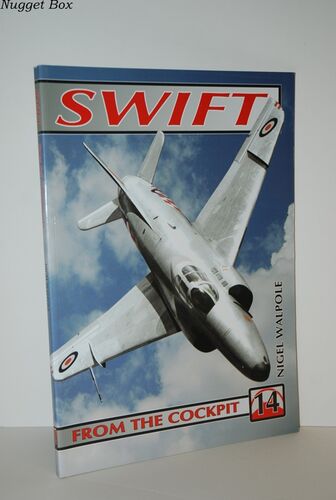 Nugget Box
SWIFT
NIGEL WALPOLE
FROM THE COCKPIT
14